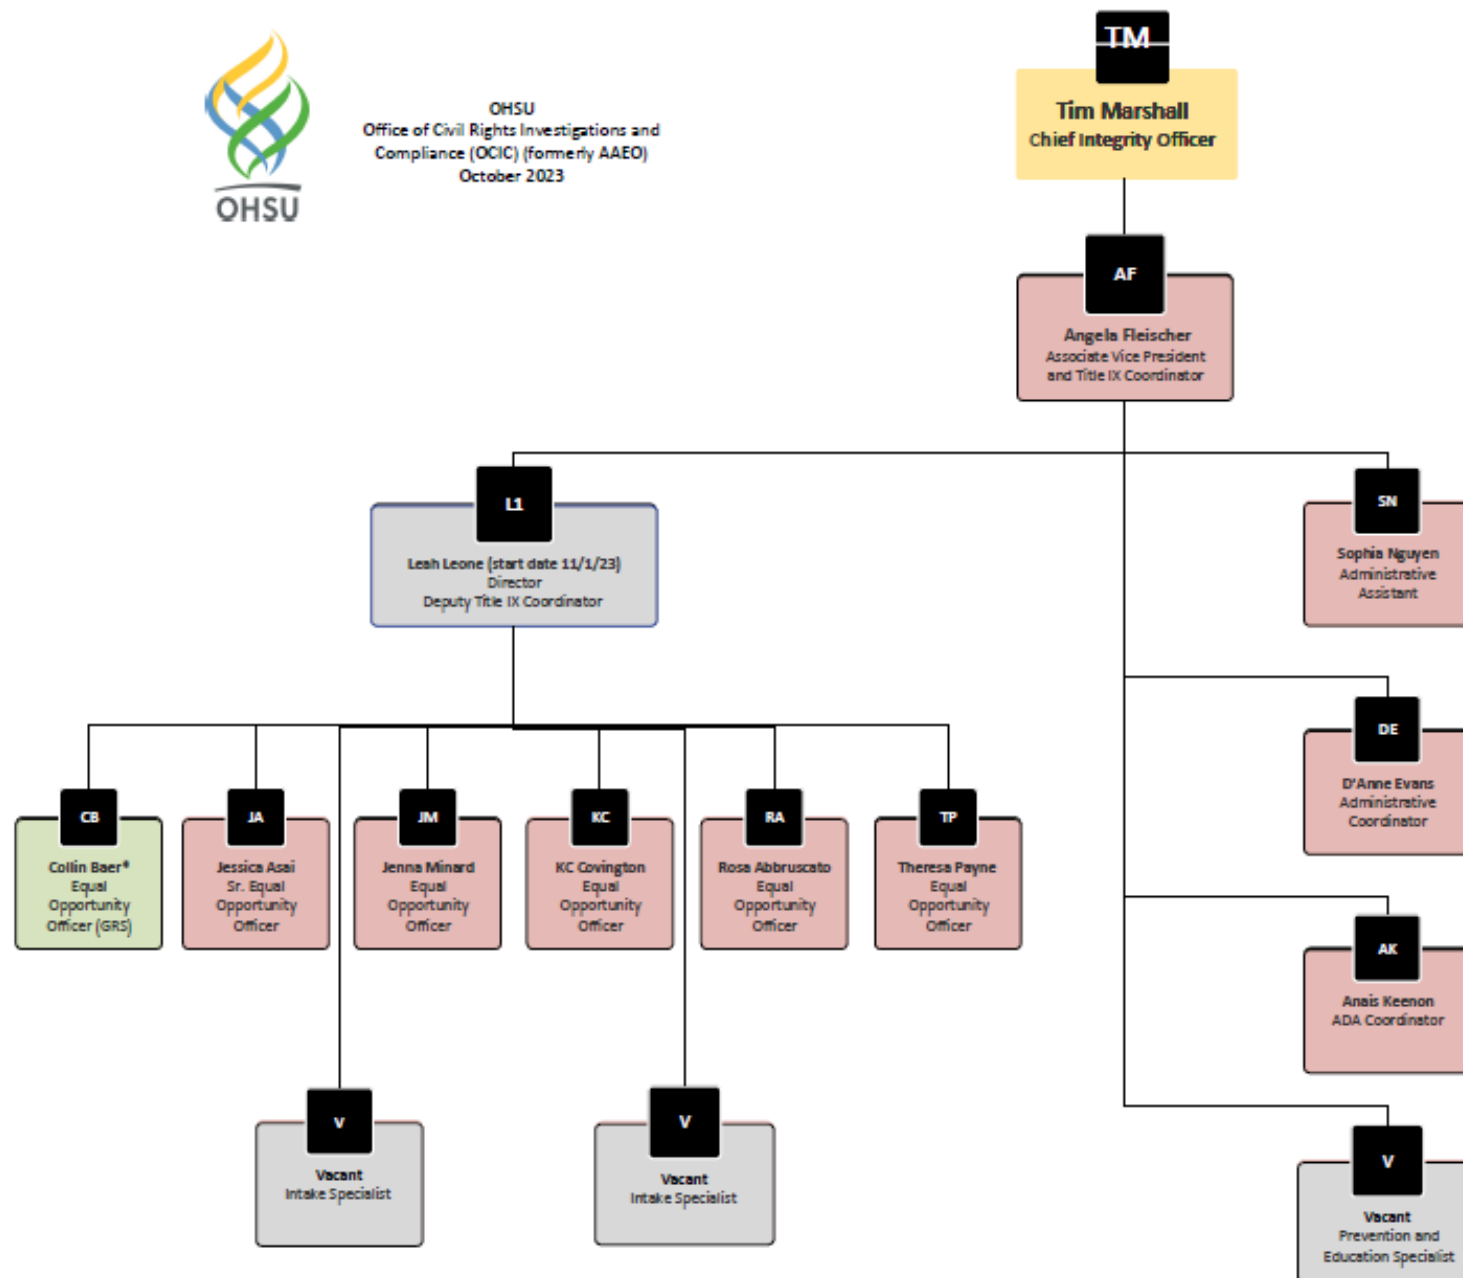 OHSU
OHSU
Office of Civil Rights Investigations and
Compliance (OCIC) (formerly AAEO)
October 2023
TM
Tim Marshall
Chief Integrity Officer
AF
Angela Fleischer
Associate Vice President
and Title IX Coordinator
L1
Leah Leone (start date 11/1/23)
Director
Deputy Title IX Coordinator
SN
Sophia Nguyen
Administrative
Assistant
DE
D'Anne Evans
Administrative
Coordinator
CB
Collin Baer*
Equal
Opportunity
Officer (GRS)
JA
Jessica Asai
Sr. Equal
Opportunity
Officer
JM
Jenna Minard
Equal
Opportunity
Officer
KC
KC Covington
Equal
Opportunity
Officer
RA
Rosa Abbruscato
Equal
Opportunity
Officer
TP
Theresa Payne
Equal
Opportunity
Officer
AK
Anais Keenon
ADA Coordinator
v
Vacant
Intake Specialist
V
Vacant
Intake Specialist
V
Vacant
Prevention and
Education Specialist